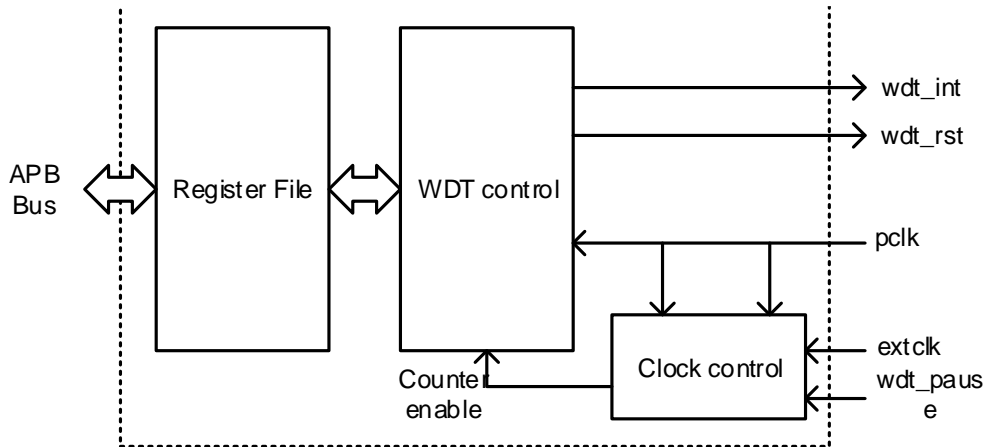 wdt_int
wdt_rst
APB
Bus
Register File
WDT control
pclk
extclk
Clock control
wdt_paus
e
Counter
enable